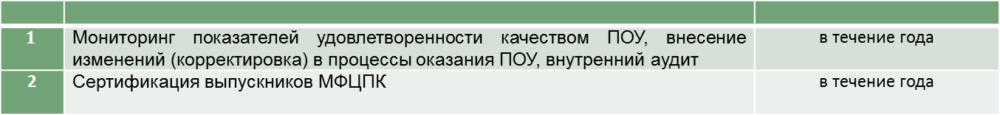 1 Мониторинг показателей удовлетворенности качеством ПОУ, внесение в течение года
изменений (корректировка) в процессы оказания ПОУ, внутренний аудит
2 Сертификация выпускников МФЦПК в течение года